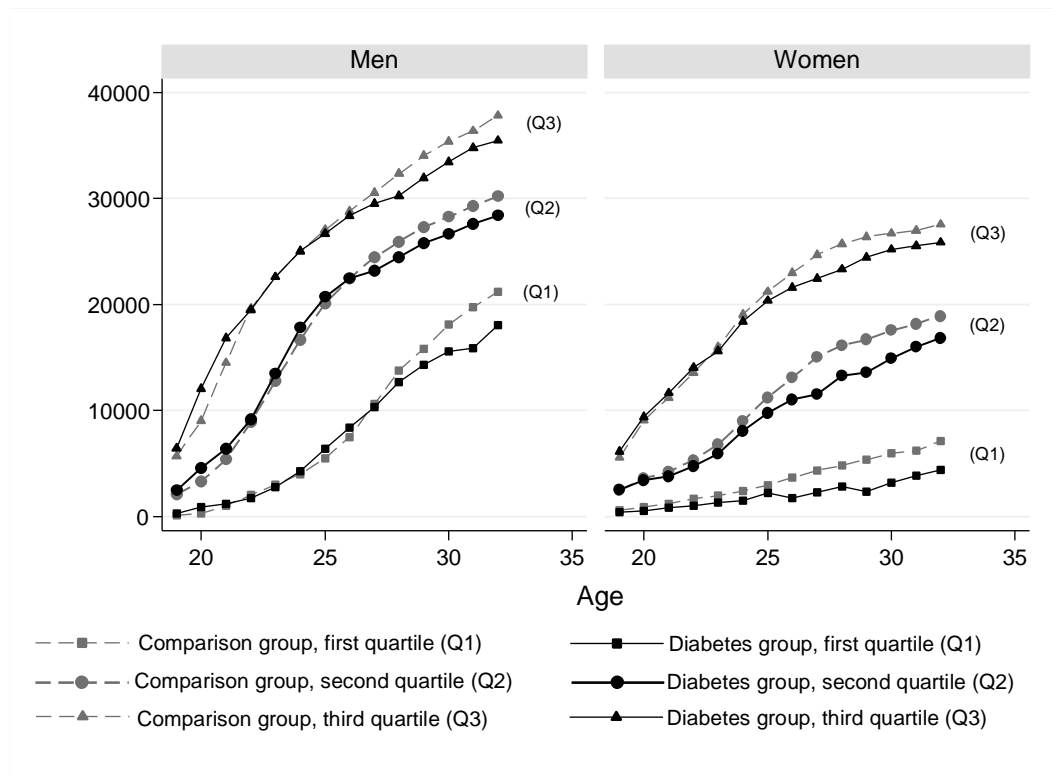 Men Women
40000
30000
20000
10000
0
(Q3)
(Q2)
(Q1)
(Q3)
(Q2)
(Q1)
20 25 30 35 20 25 30 35
Age
Comparison group, first quartile (Q1) Diabetes group, first quartile (Q1)
Comparison group, second quartile (Q2) Diabetes group, second quartile (Q2)
Comparison group, third quartile (Q3) Diabetes group, third quartile (Q3)